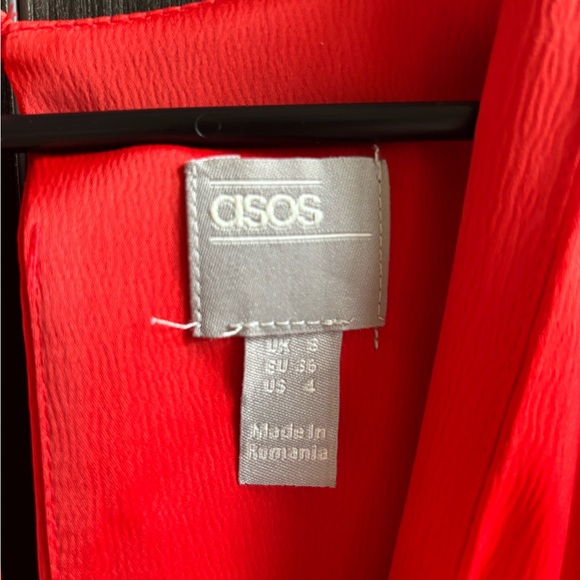 asos
UK 8
EU 36
US 4
Made in
Romania